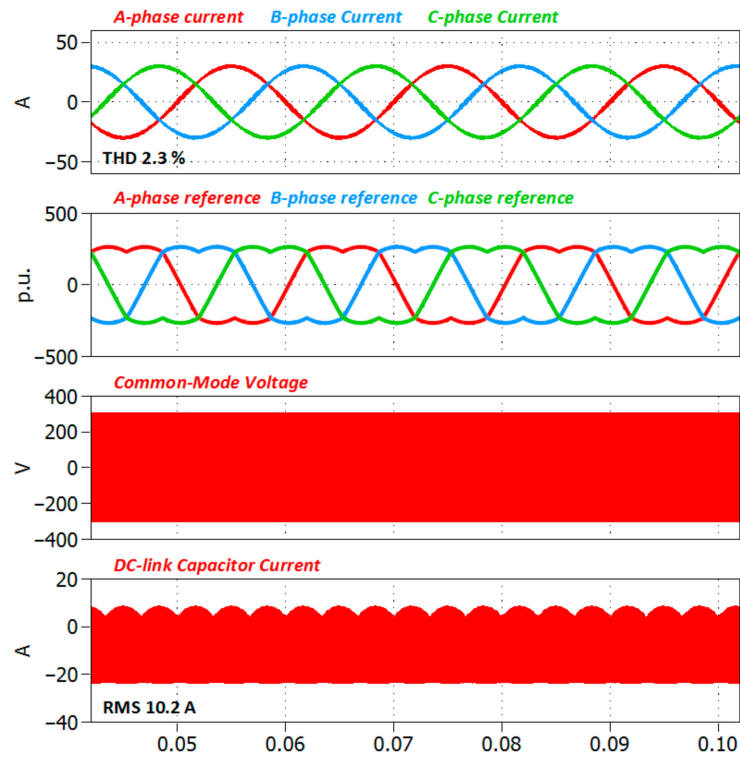 A-phase current B-phase Current C-phase Current
50
0
−50
A
THD 2.3 %
A-phase reference B-phase reference C-phase reference
500
0
−500
p.u.
Common-Mode Voltage
400
200
0
−200
−400
V
DC-link Capacitor Current
20
0
−20
−40
A
RMS 10.2 A
0.05 0.06 0.07 0.08 0.09 0.10